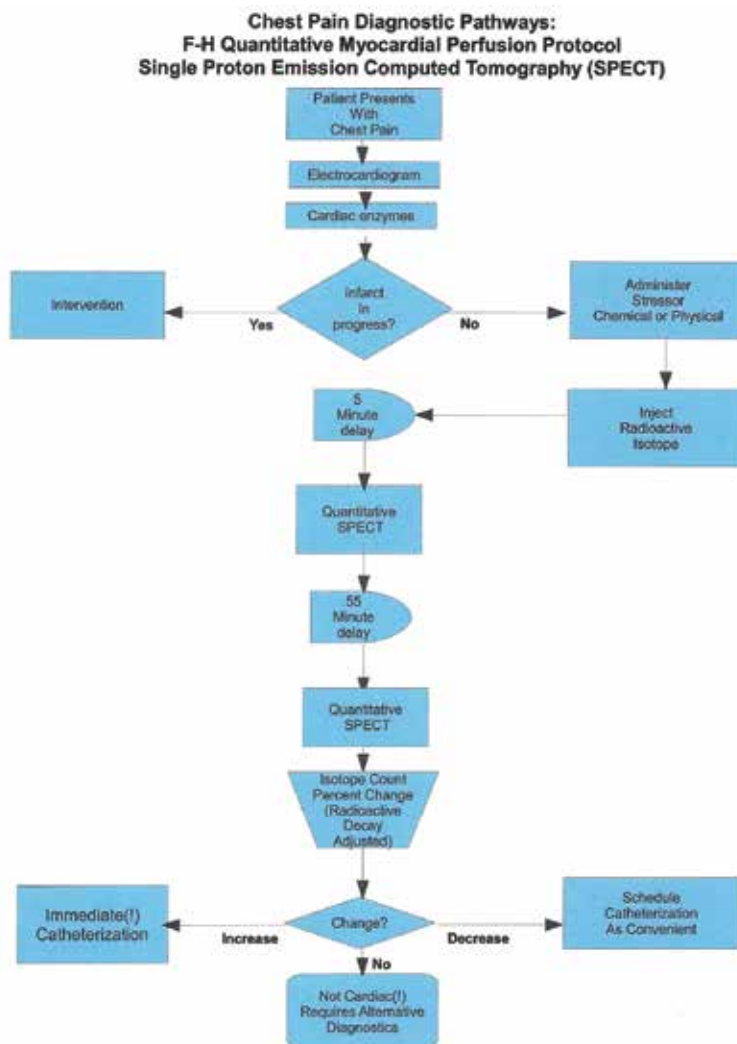 Chest Pain Diagnostic Pathways:
F-H Quantitative Myocardial Perfusion Protocol
Single Proton Emission Computed Tomography (SPECT)
Patient Presents
With
Chest Pain
Electrocardiogram
Cardiac enzymes
Infarct
in
progress?
Yes
No
Intervention
Administer
Stressor
Chemical or Physical
Inject
Radioactive
Isotope
5
Minute
delay
Quantitative
SPECT
55
Minute
delay
Quantitative
SPECT
Isotope Count
Percent Change
(Radioactive
Decay
Adjusted)
Change?
Increase
Decrease
No
Immediate(!)
Catheterization
Schedule
Catheterization
As Convenient
Not Cardiac(!)
Requires Alternative
Diagnostics